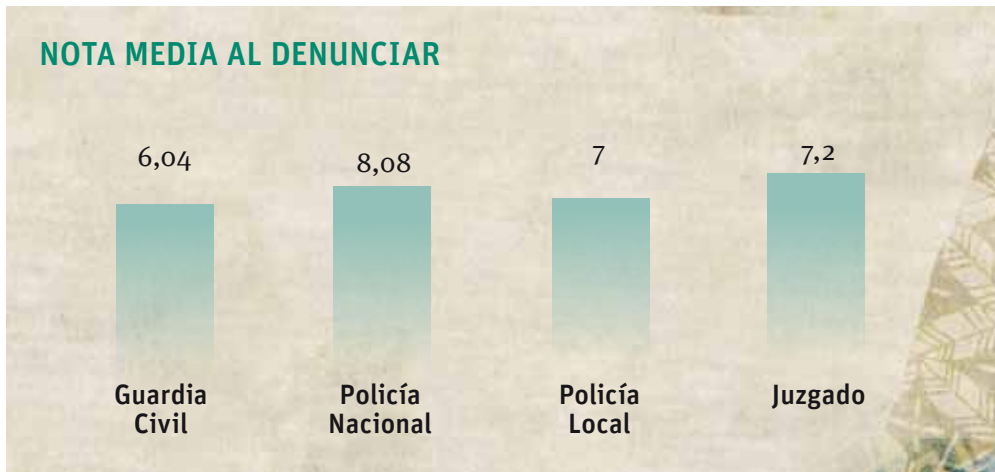 NOTA MEDIA AL DENUNCIAR
6,04
8,08
7
7,2
Guardia
Civil
Policía
Nacional
Policía
Local
Juzgado